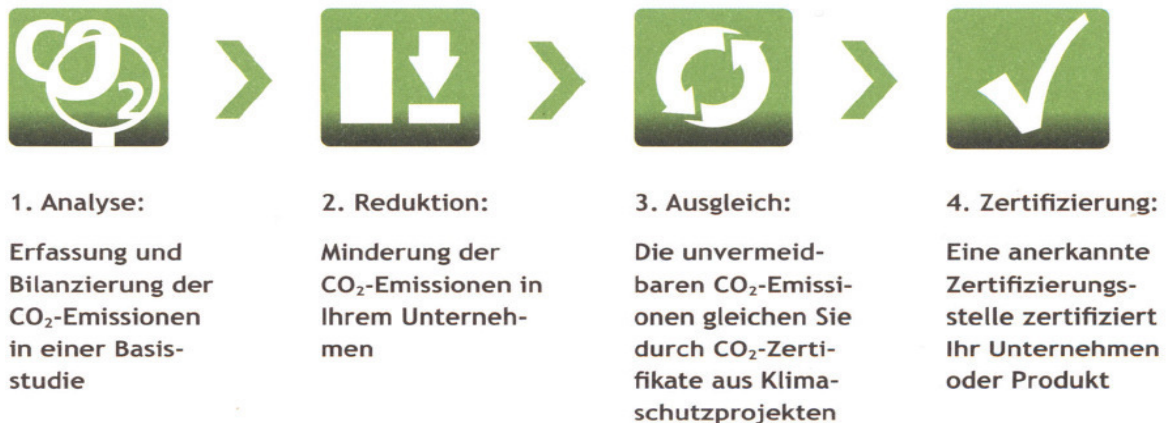 CO2
1. Analyse:
Erfassung und
Bilanzierung der
CO₂-Emissionen
in einer Basis-
studie
2. Reduktion:
Minderung der
CO₂-Emissionen in
Ihrem Unterneh-
men
3. Ausgleich:
Die unvermeid-
baren CO₂-Emissi-
onen gleichen Sie
durch CO₂-Zerti-
fikate aus Klima-
schutzprojekten
4. Zertifizierung:
Eine anerkannte
Zertifizierungs-
stelle zertifiziert
Ihr Unternehmen
oder Produkt